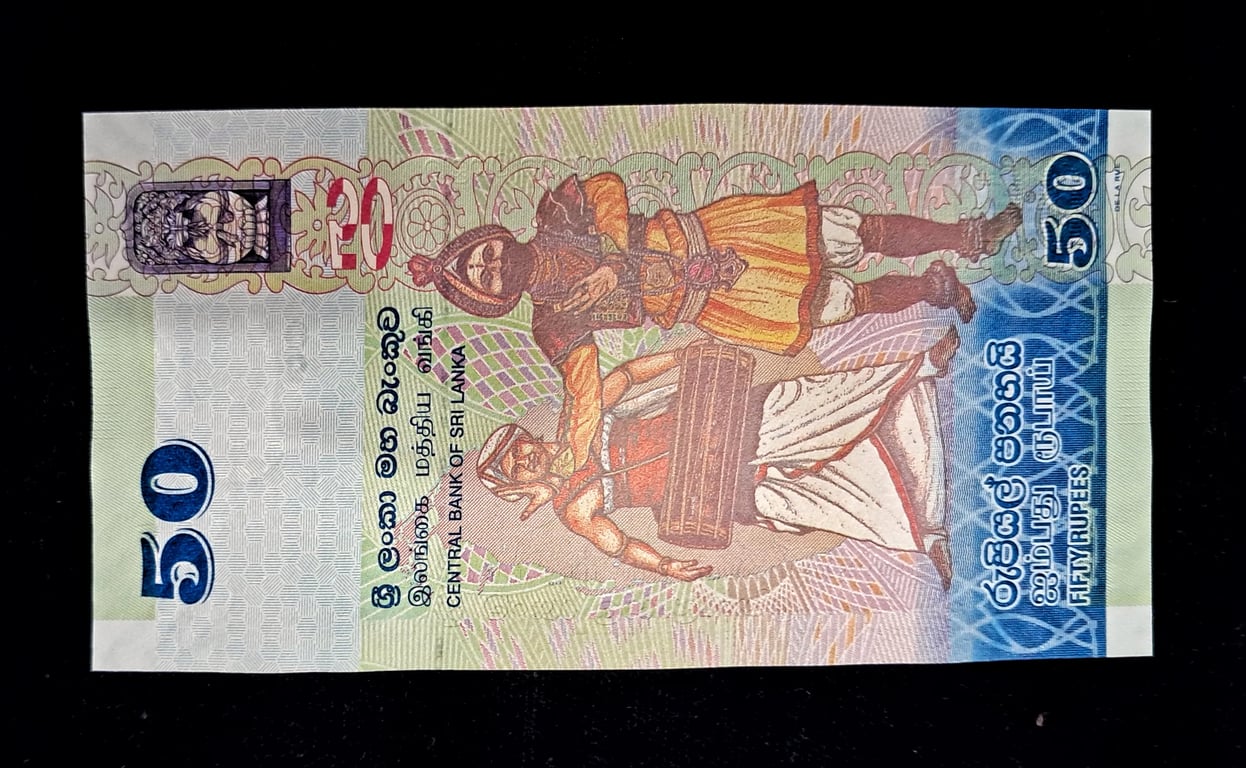 50
50
ශ්‍රී ලංකා මහ බැංකුව
இலங்கை மத்திய வங்கி
CENTRAL BANK OF SRI LANKA
රුපියල් පනහයි
ஐம்பது ரூபாய்
FIFTY RUPEES
50
DE LA RUE